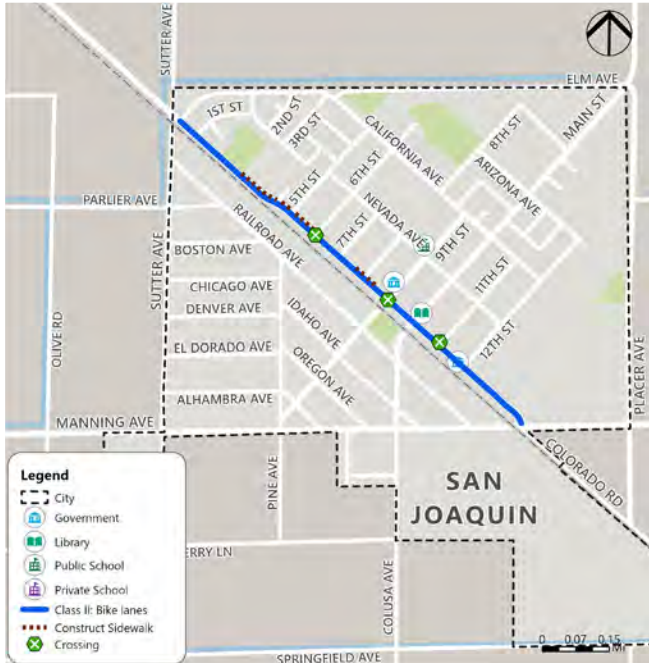 SUTTER AVE
ELM AVE
1ST ST
2ND ST
3RD ST
CALIFORNIA AVE
8TH ST
MAIN ST
5TH ST
6TH ST
ARIZONA AVE
PARLIER AVE
NEVADA AVE
RAILROAD AVE
7TH ST
9TH ST
BOSTON AVE
SUTTER AVE
CHICAGO AVE
11TH ST
DENVER AVE
IDAHO AVE
OLIVE RD
EL DORADO AVE
12TH ST
OREGON AVE
PLACER AVE
ALHAMBRA AVE
MANNING AVE
COLORADO RD
SAN
JOAQUIN
PINE AVE
ERRY LN
COLUSA AVE
Legend
City
Government
Library
Public School
Private School
Class II: Bike lanes
Construct Sidewalk
Crossing
0 0.07 0.15
MI
SPRINGFIELD AVE